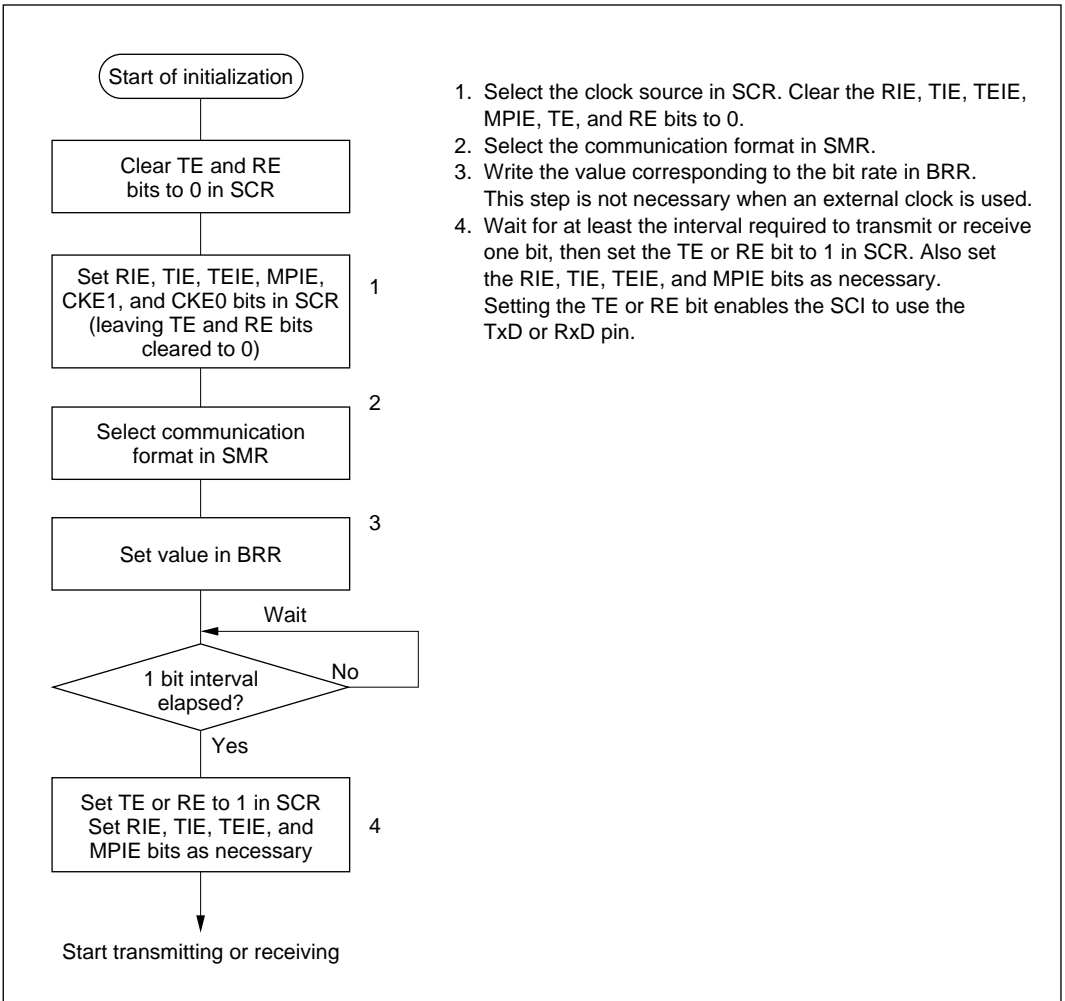 Start of initialization
Clear TE and RE
bits to 0 in SCR
Set RIE, TIE, TEIE, MPIE,
CKE1, and CKE0 bits in SCR
(leaving TE and RE bits
cleared to 0)
1
2
Select communication
format in SMR
3
Set value in BRR
Wait
1 bit interval
elapsed?
No
Yes
Set TE or RE to 1 in SCR
Set RIE, TIE, TEIE, and
MPIE bits as necessary
4
Start transmitting or receiving
1. Select the clock source in SCR. Clear the RIE, TIE, TEIE,
MPIE, TE, and RE bits to 0.
2. Select the communication format in SMR.
3. Write the value corresponding to the bit rate in BRR.
This step is not necessary when an external clock is used.
4. Wait for at least the interval required to transmit or receive
one bit, then set the TE or RE bit to 1 in SCR. Also set
the RIE, TIE, TEIE, and MPIE bits as necessary.
Setting the TE or RE bit enables the SCI to use the
TxD or RxD pin.